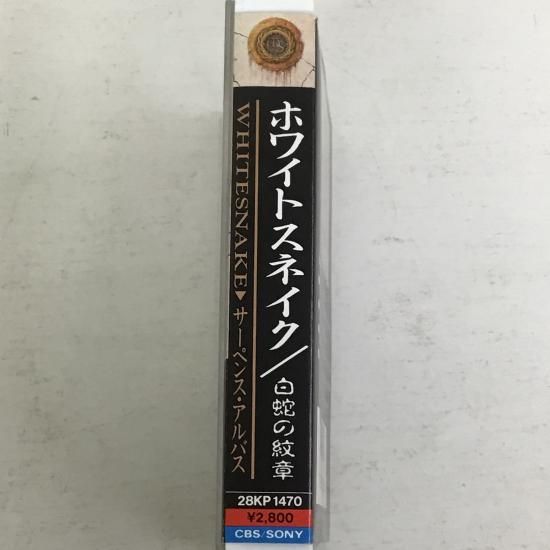 ホワイトスネイク/白蛇の紋章
WHITESNAKE▼サーペンス・アルバス
28KP 1470
¥2,800
CBS/SONY